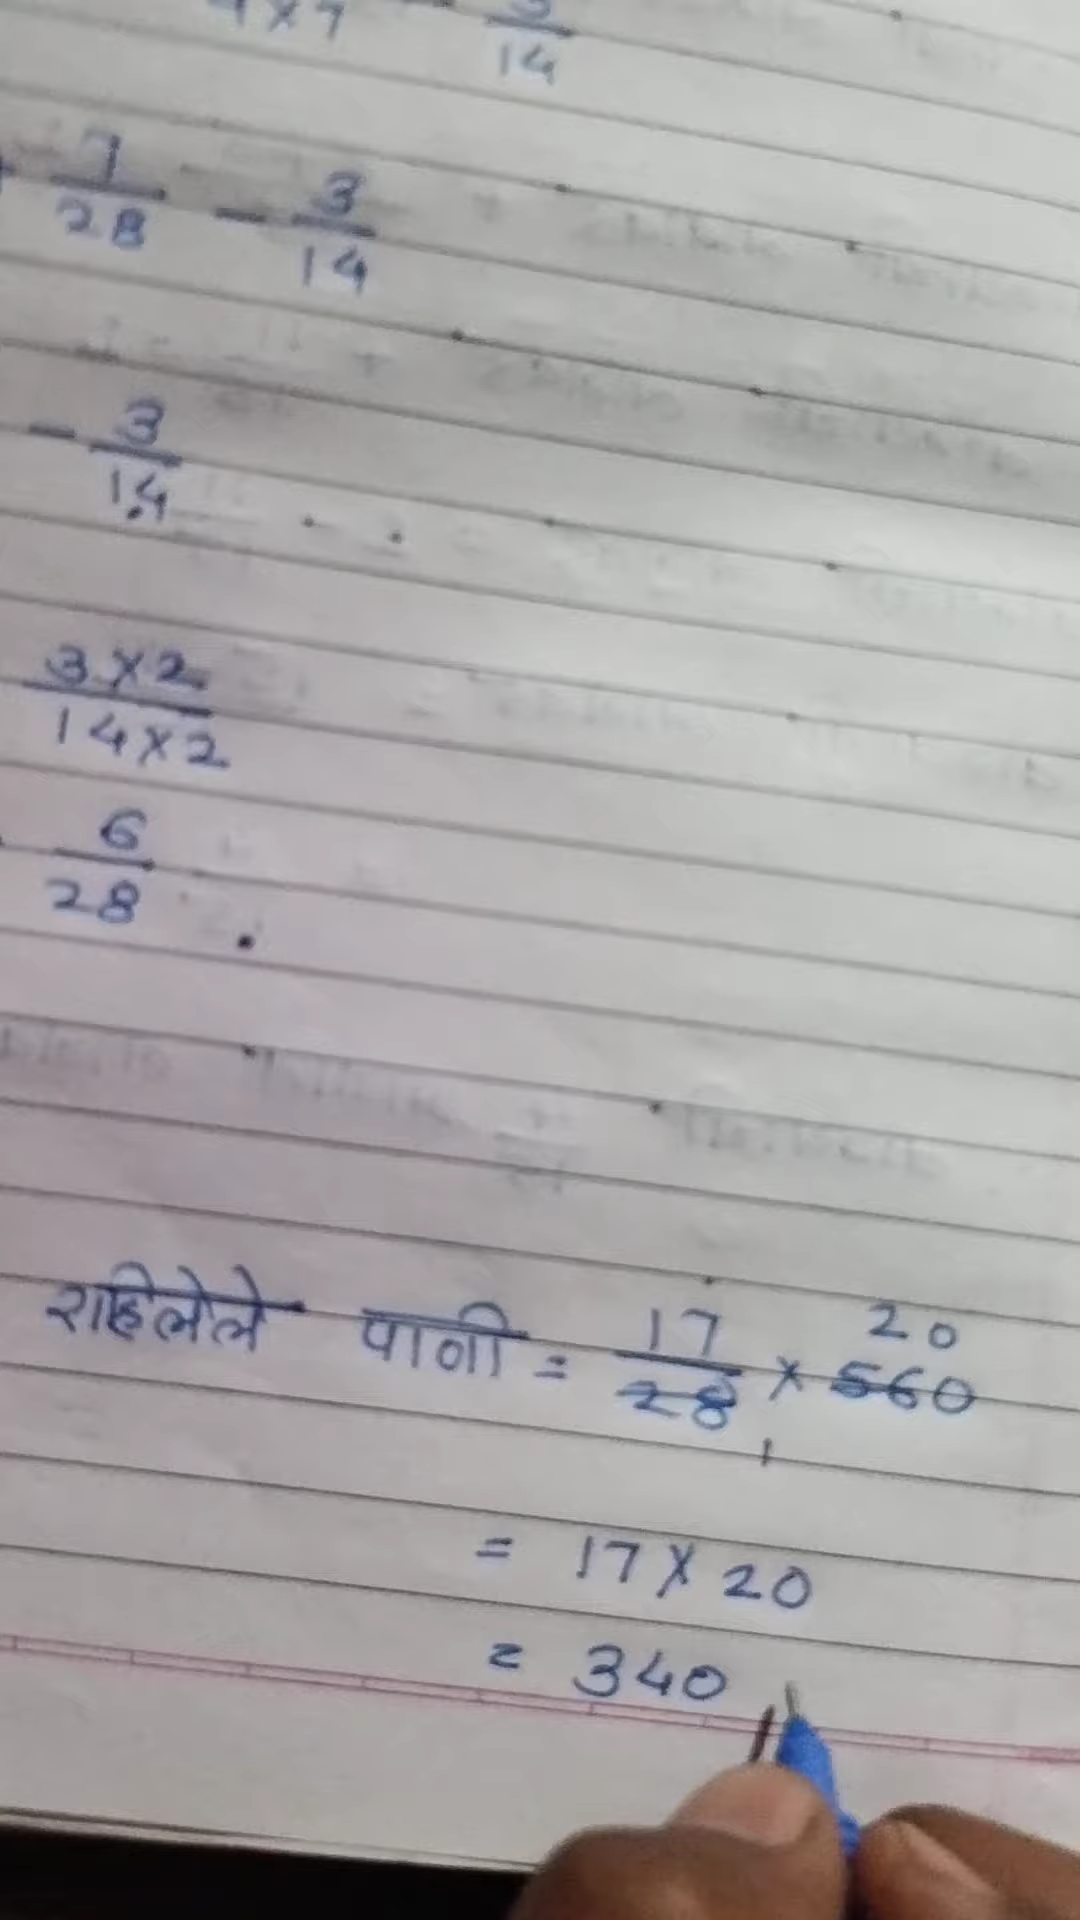 7/28 - 3/14
- 3/14
3×2/14×2
6/28
राहिलेले पाणी = 17/28 × 560
20
1
= 17 × 20
= 340